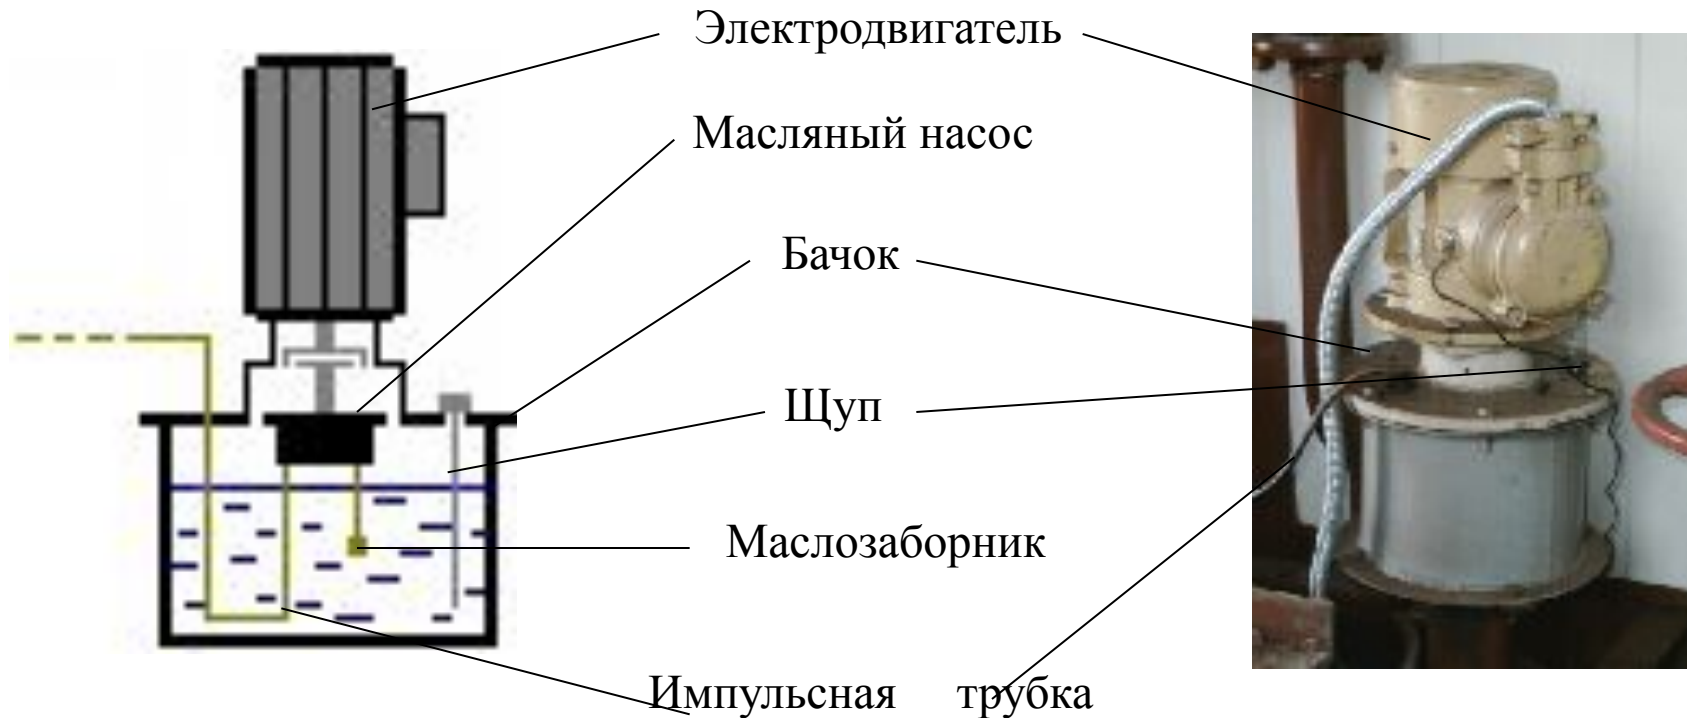 Электродвигатель
Масляный насос
Бачок
Щуп
Маслозаборник
Импульсная трубка